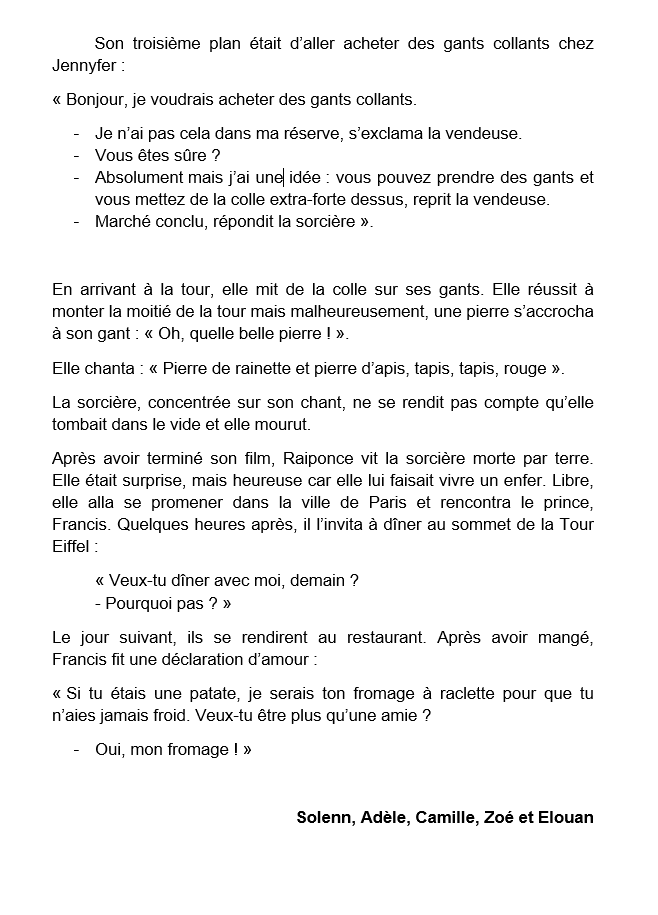 Son troisième plan était d’aller acheter des gants collants chez
Jennyfer :
« Bonjour, je voudrais acheter des gants collants.
- Je n’ai pas cela dans ma réserve, s’exclama la vendeuse.
- Vous êtes sûre ?
- Absolument mais j’ai une idée : vous pouvez prendre des gants et
vous mettez de la colle extra-forte dessus, reprit la vendeuse.
- Marché conclu, répondit la sorcière ».
En arrivant à la tour, elle mit de la colle sur ses gants. Elle réussit à
monter la moitié de la tour mais malheureusement, une pierre s’accrocha
à son gant : « Oh, quelle belle pierre ! ».
Elle chanta : « Pierre de rainette et pierre d’apis, tapis, tapis, rouge ».
La sorcière, concentrée sur son chant, ne se rendit pas compte qu’elle
tombait dans le vide et elle mourut.
Après avoir terminé son film, Raiponce vit la sorcière morte par terre.
Elle était surprise, mais heureuse car elle lui faisait vivre un enfer. Libre,
elle alla se promener dans la ville de Paris et rencontra le prince,
Francis. Quelques heures après, il l’invita à dîner au sommet de la Tour
Eiffel :
« Veux-tu dîner avec moi, demain ?
- Pourquoi pas ? »
Le jour suivant, ils se rendirent au restaurant. Après avoir mangé,
Francis fit une déclaration d’amour :
« Si tu étais une patate, je serais ton fromage à raclette pour que tu
n’aies jamais froid. Veux-tu être plus qu’une amie ?
- Oui, mon fromage ! »
Solenn, Adèle, Camille, Zoé et Elouan